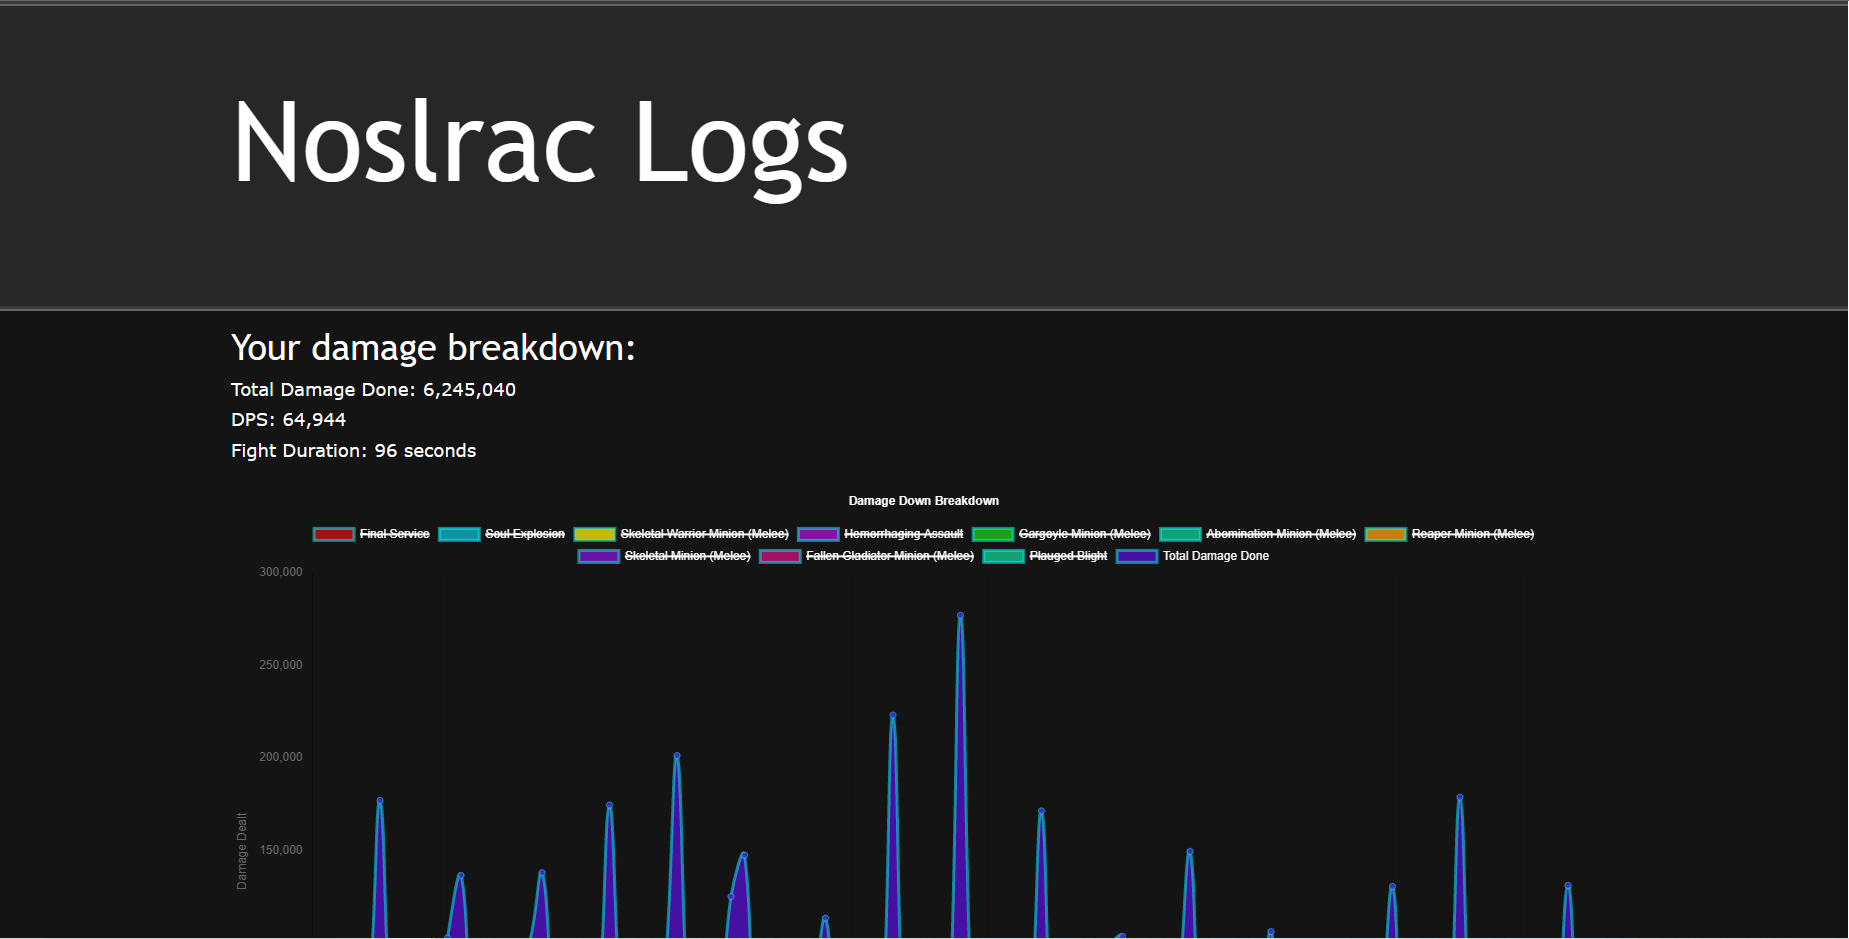 Noslrac Logs
Your damage breakdown:
Total Damage Done: 6,245,040
DPS: 64,944
Fight Duration: 96 seconds
Damage Down Breakdown
Final Service Soul Explosion Skeletal Warrior Minion (Melee) Hemorrhaging Assault Gargoyle Minion (Melee) Abomination Minion (Melee) Reaper Minion (Melee)
Skeletal Minion (Melee) Fallen Gladiator Minion (Melee) Plauged Blight Total Damage Done
300,000
250,000
200,000
150,000
Damage Dealt